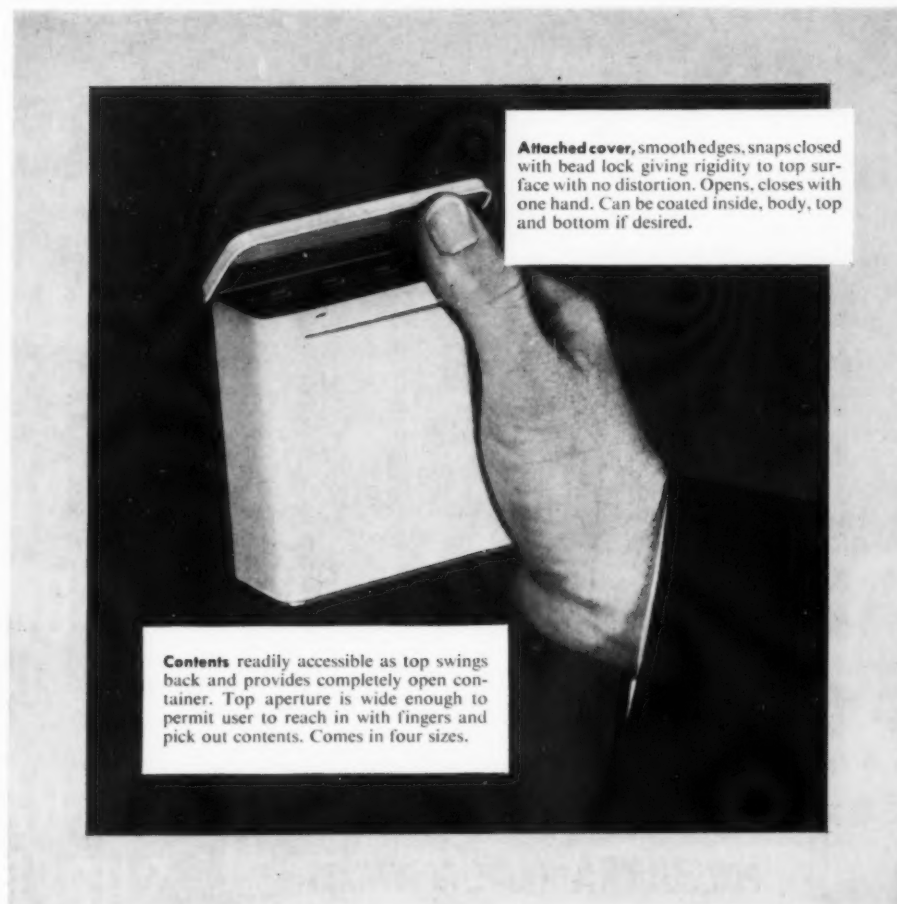 Attached cover, smooth edges, snaps closed
with bead lock giving rigidity to top sur-
face with no distortion. Opens, closes with
one hand. Can be coated inside, body, top
and bottom if desired.
Contents readily accessible as top swings
back and provides completely open con-
tainer. Top aperture is wide enough to
permit user to reach in with fingers and
pick out contents. Comes in four sizes.